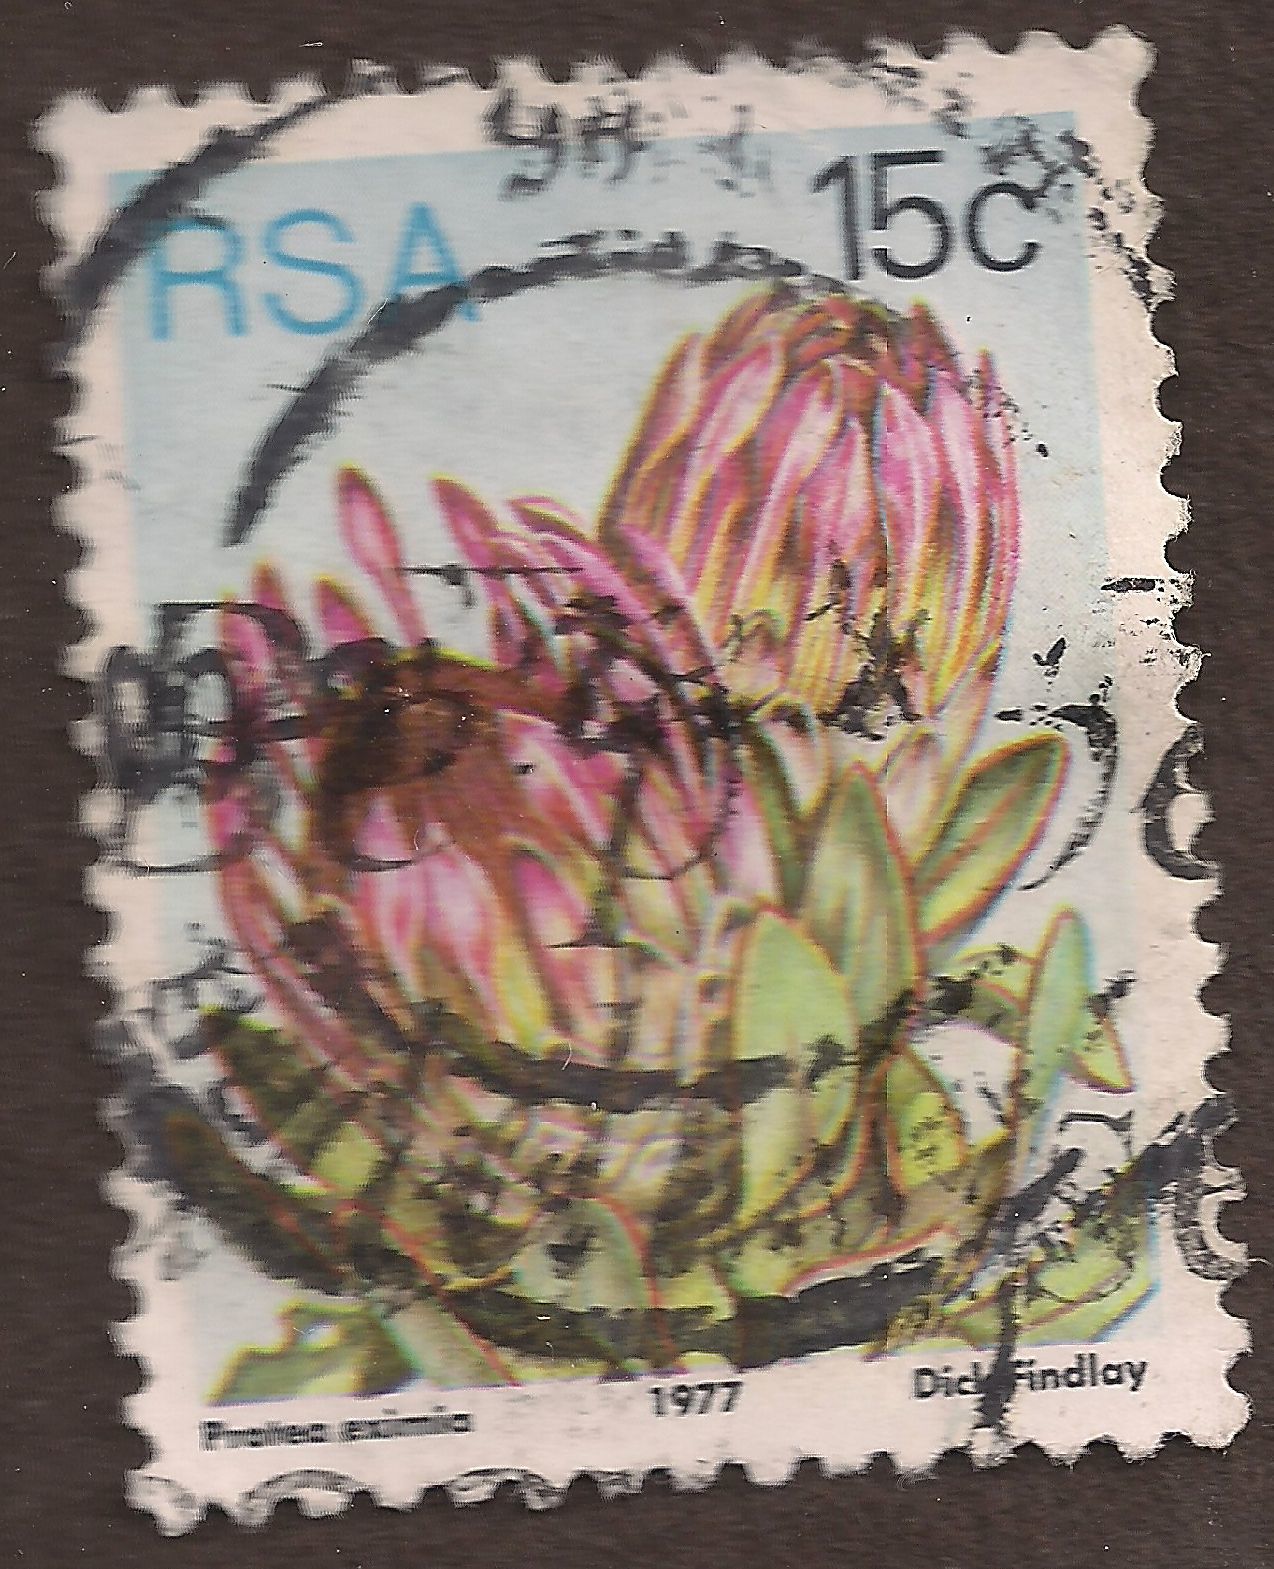 RSA 15c
Protea eximia 1977 Dick Findlay